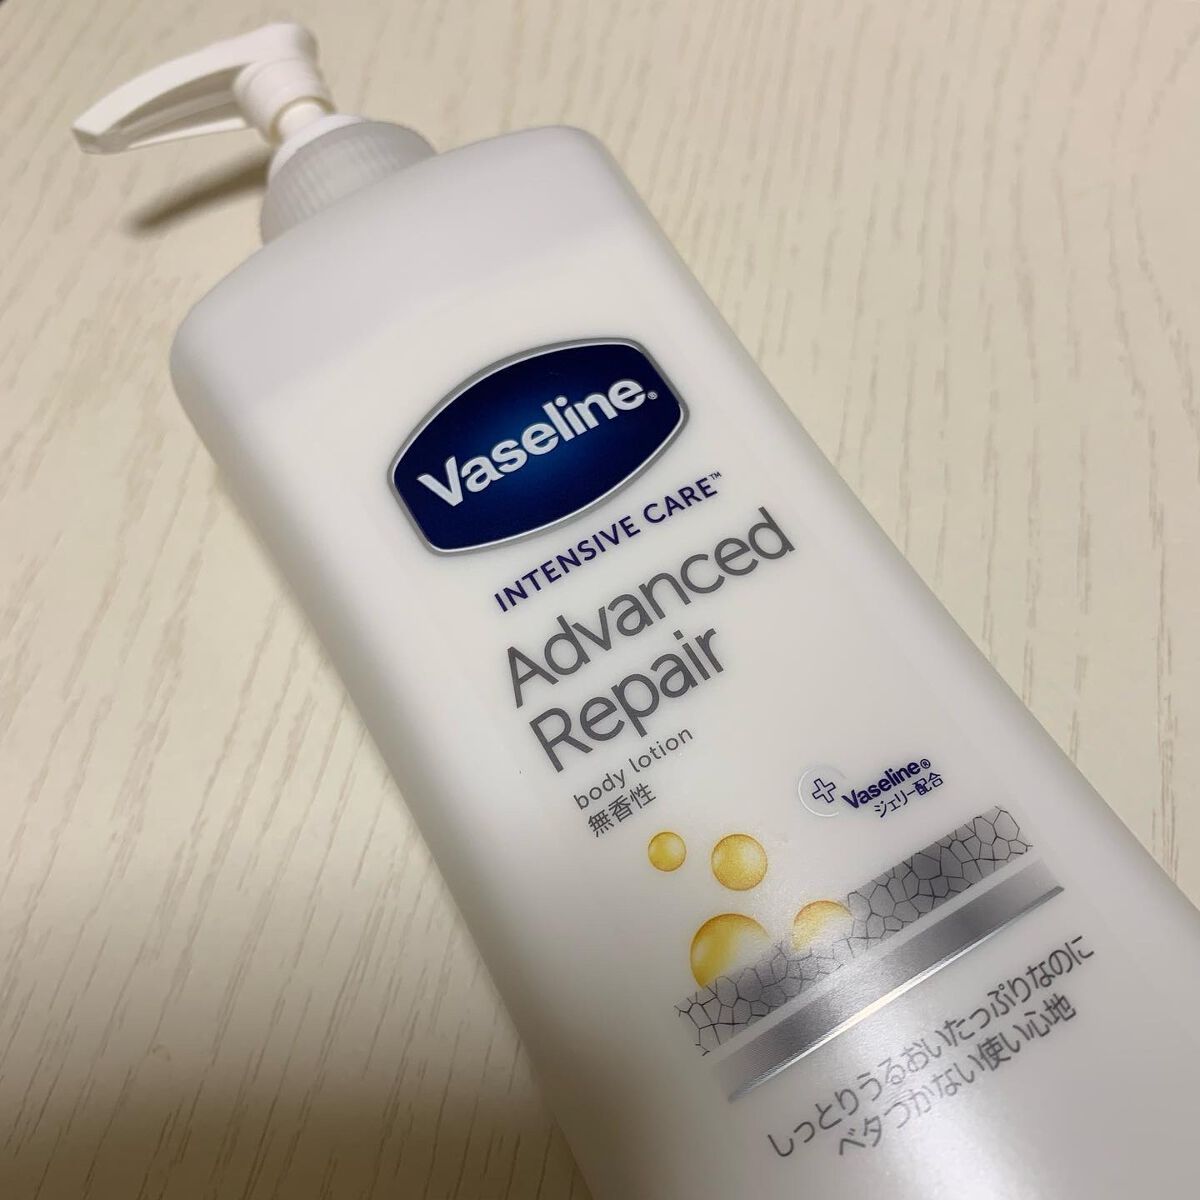 Vaseline®
INTENSIVE CARE™
Advanced
Repair
body lotion
無香性
Vaseline®
ジェリー配合
しっとりうるおいたっぷりなのに
ベタつかない使い心地